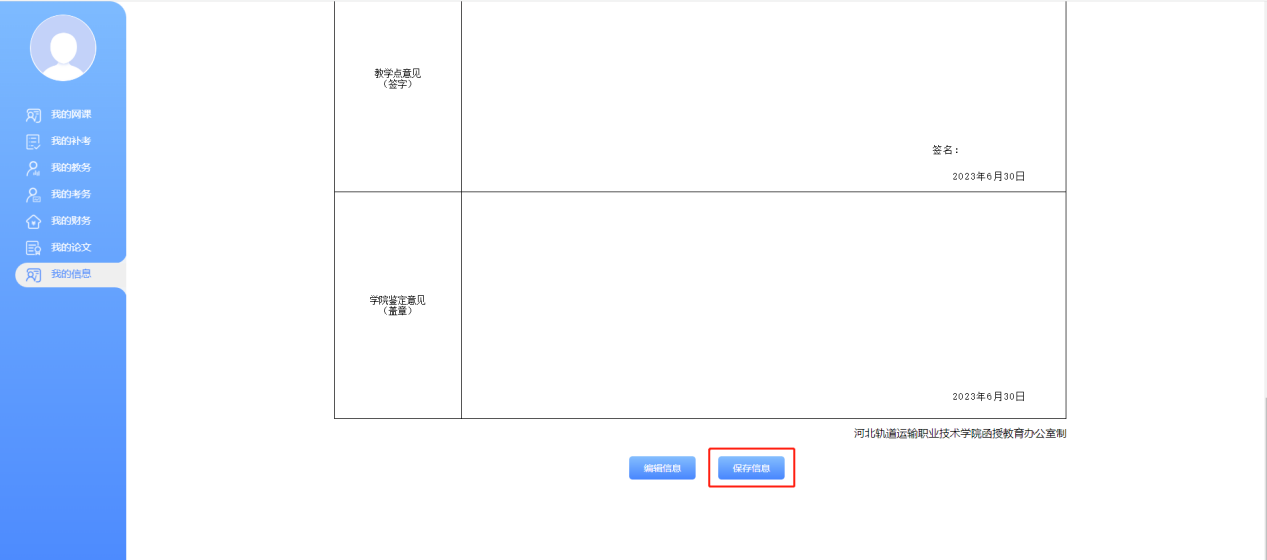 我的网课
我的补考
我的教务
我的考务
我的财务
我的论文
我的信息
教学点意见
（签字）
签名：
2023年6月30日
学院鉴定意见
（盖章）
2023年6月30日
河北轨道运输职业技术学院函授教育办公室制
编辑信息
保存信息